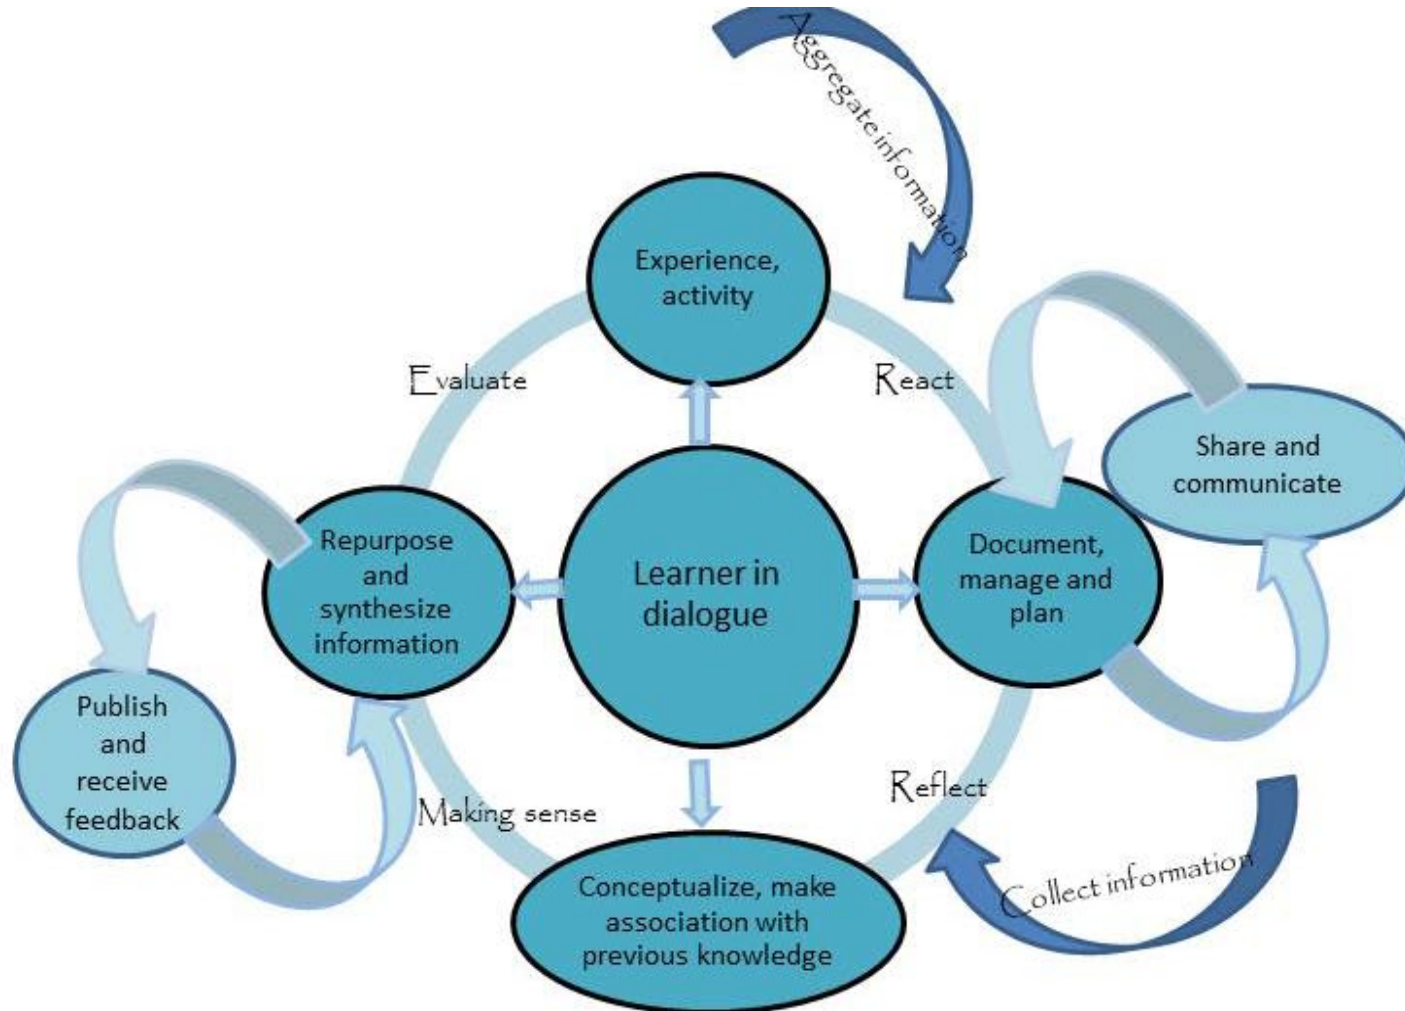 Aggregate information
Experience,
activity
Evaluate
React
Share and
communicate
Repurpose
and
synthesize
information
Learner in
dialogue
Document,
manage and
plan
Publish
and
receive
feedback
Making sense
Reflect
Collect information
Conceptualize, make
association with
previous knowledge